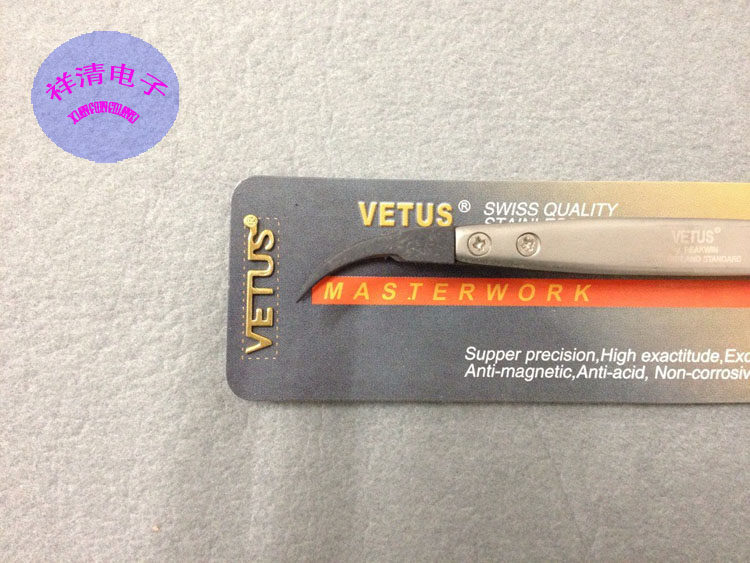 祥清电子
VETUS®
VETUS®
SWISS QUALITY
MASTERWORK
VETUS®
STANDARD
Supper precision,High exactitude,Exc
Anti-magnetic,Anti-acid, Non-corrosiv